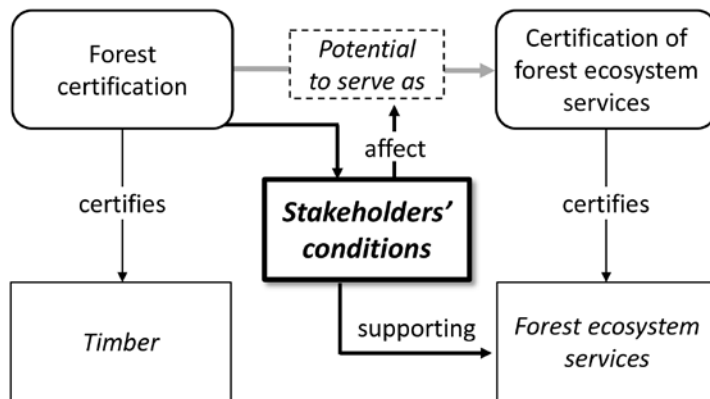 Forest
certification
Potential
to serve as
Certification of
forest ecosystem
services
affect
certifies
Stakeholders’
conditions
certifies
Timber
supporting
Forest ecosystem
services